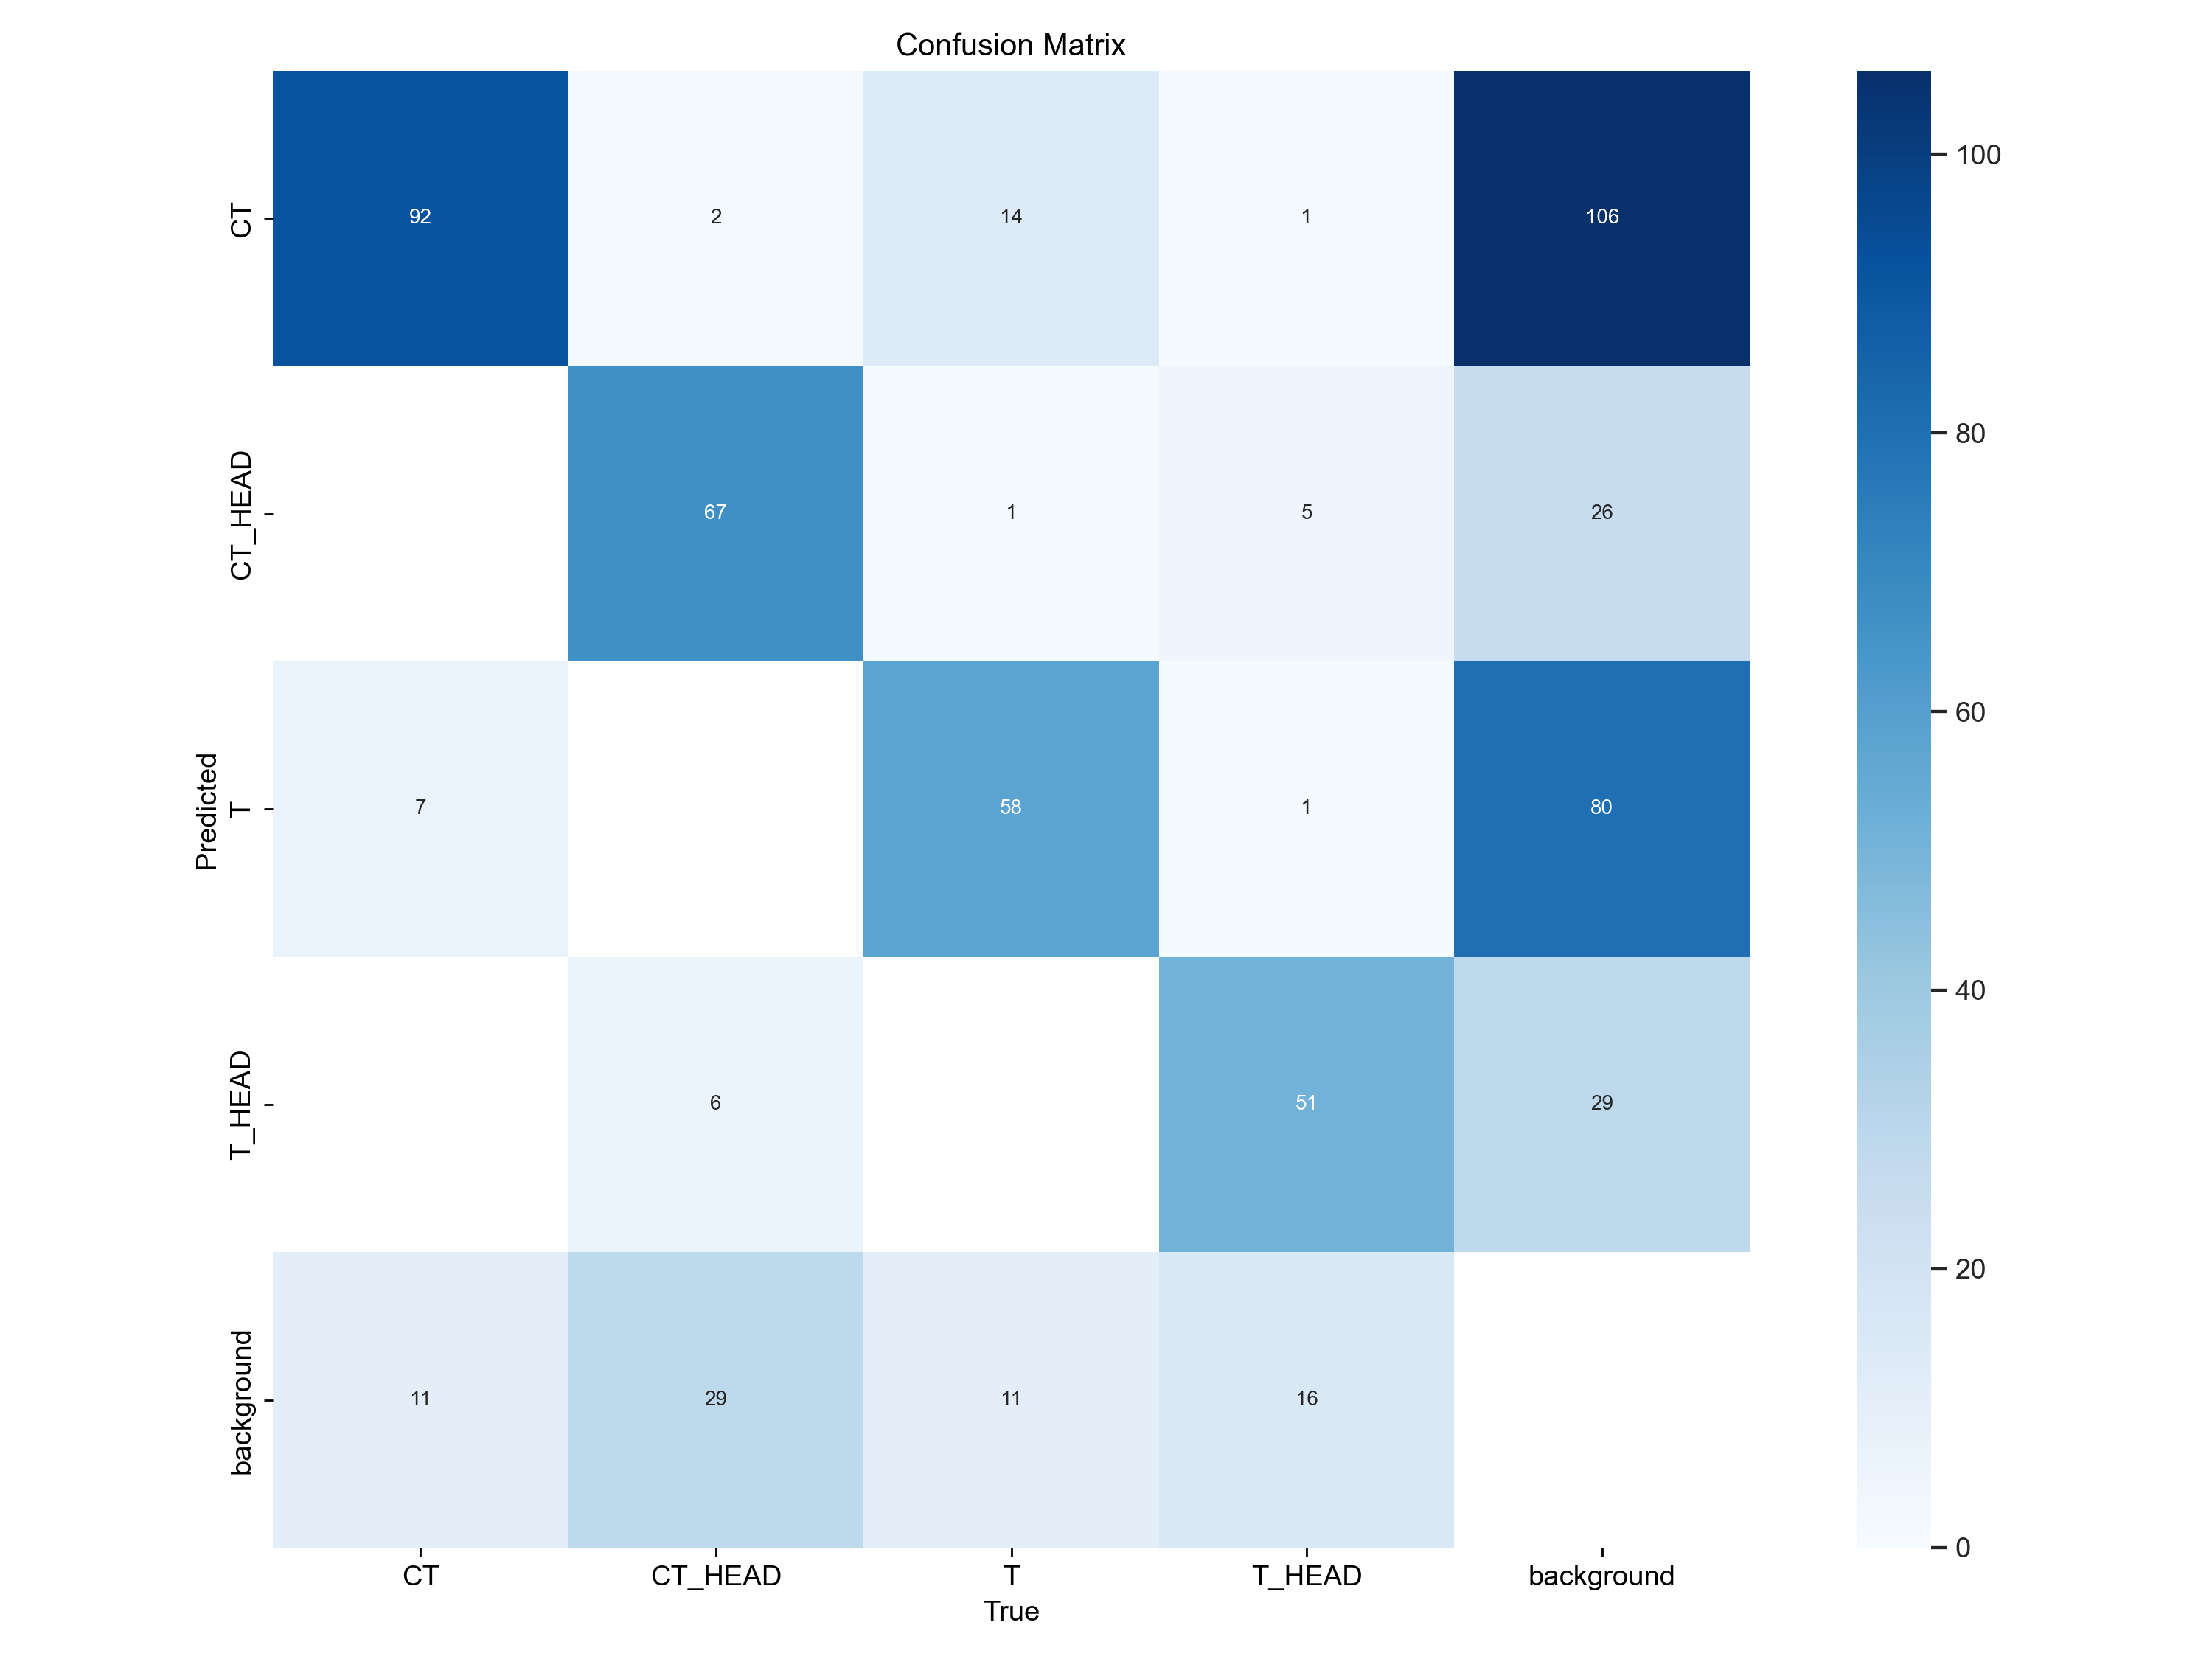 Confusion Matrix
Predicted
CT 92 2 14 1 106
CT_HEAD 67 1 5 26
T 7 58 1 80
T_HEAD 6 51 29
background 11 29 11 16
CT CT_HEAD T T_HEAD background
True
100
80
60
40
20
0